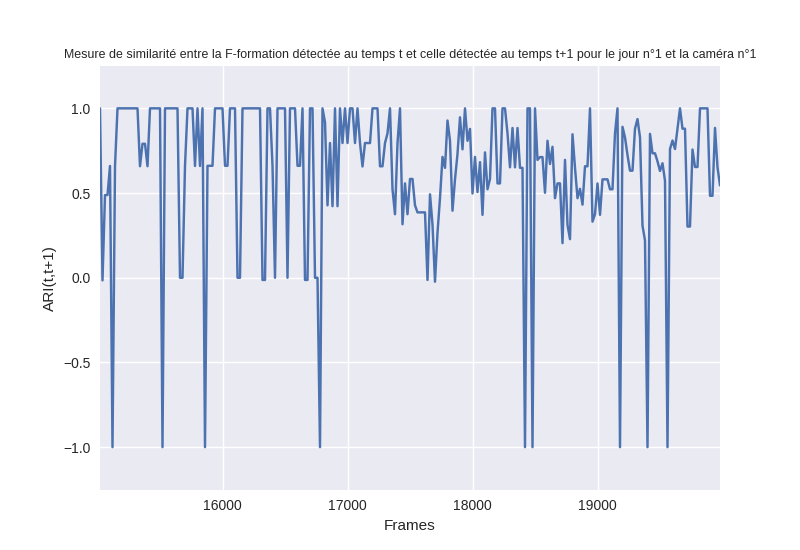 Mesure de similarité entre la F-formation détectée au temps t et celle détectée au temps t+1 pour le jour n°1 et la caméra n°1
1.0
0.5
0.0
−0.5
−1.0
ARI(t,t+1)
16000 17000 18000 19000
Frames